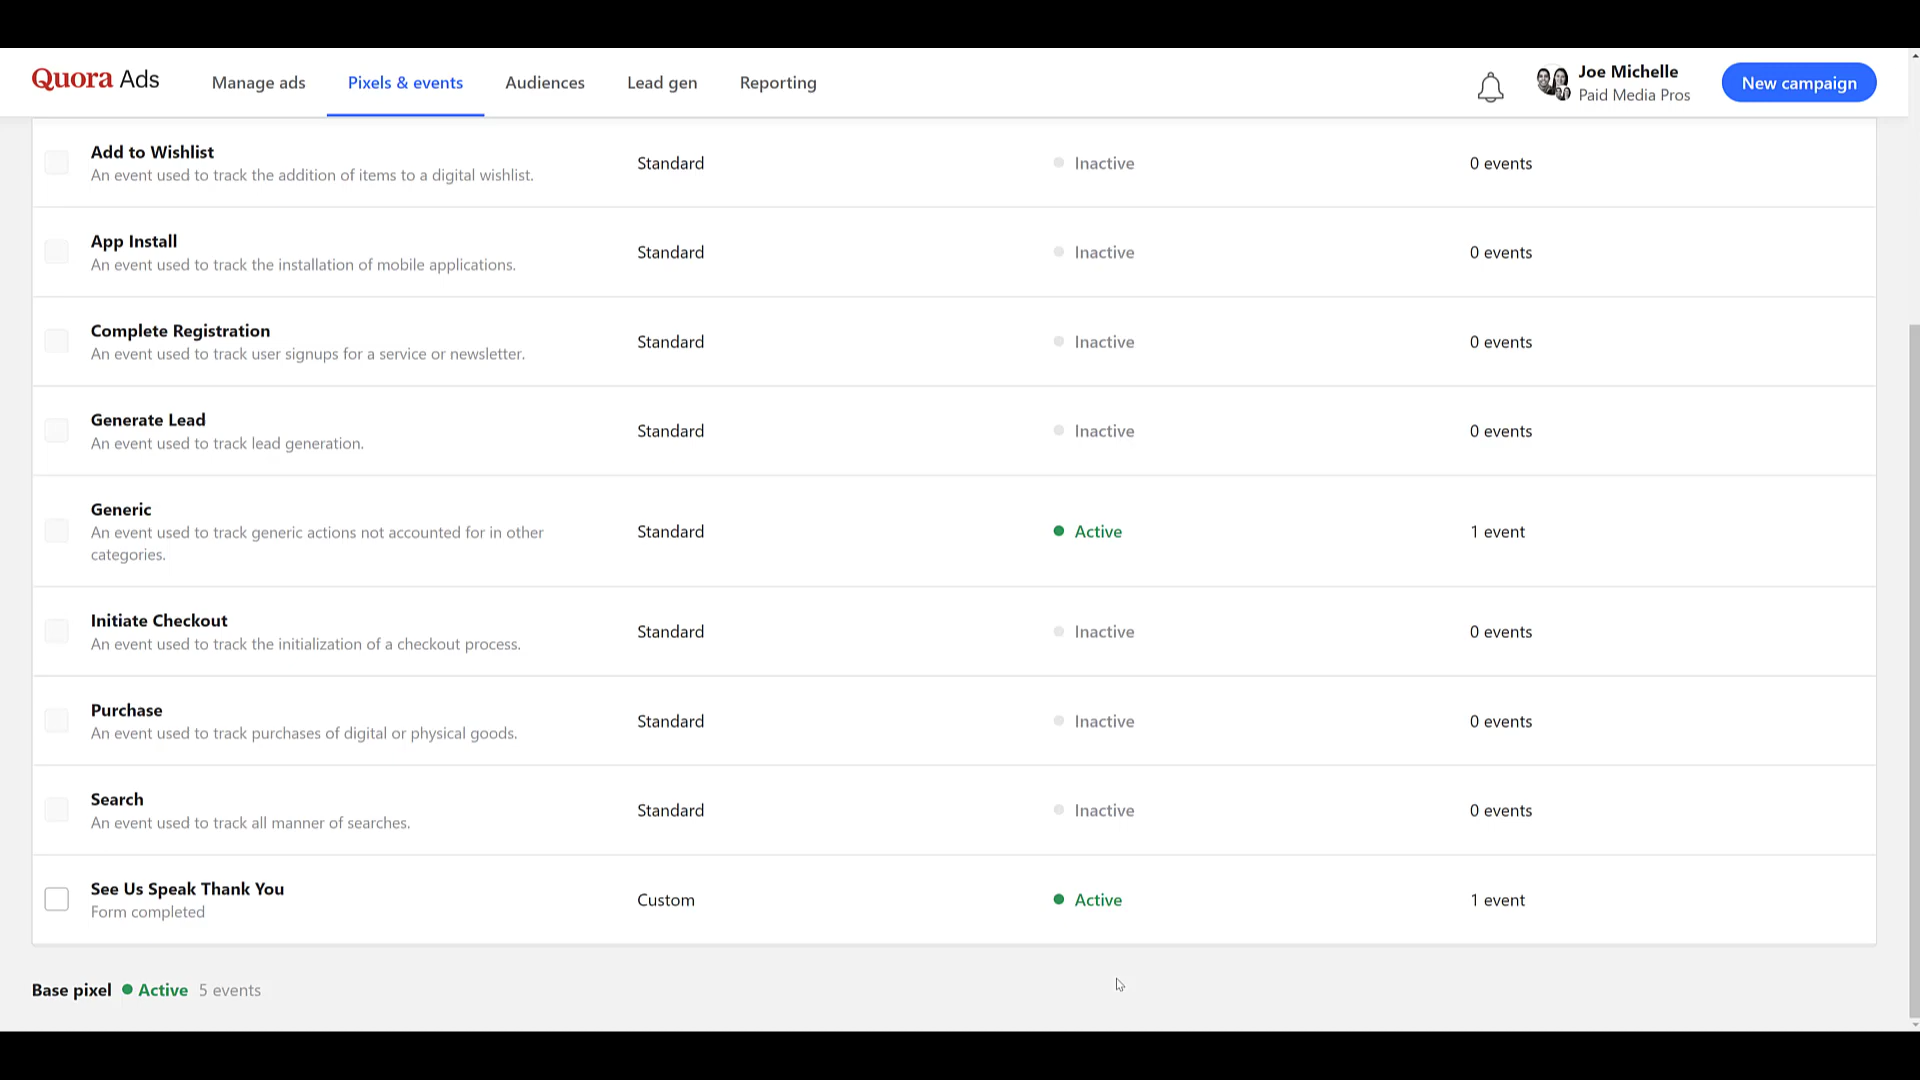 Quora Ads
Manage ads
Pixels & events
Audiences
Lead gen
Reporting
Joe Michelle
Paid Media Pros
New campaign
Add to Wishlist
An event used to track the addition of items to a digital wishlist.
Standard
Inactive
0 events
App Install
An event used to track the installation of mobile applications.
Standard
Inactive
0 events
Complete Registration
An event used to track user signups for a service or newsletter.
Standard
Inactive
0 events
Generate Lead
An event used to track lead generation.
Standard
Inactive
0 events
Generic
An event used to track generic actions not accounted for in other
categories.
Standard
Active
1 event
Initiate Checkout
An event used to track the initialization of a checkout process.
Standard
Inactive
0 events
Purchase
An event used to track purchases of digital or physical goods.
Standard
Inactive
0 events
Search
An event used to track all manner of searches.
Standard
Inactive
0 events
See Us Speak Thank You
Form completed
Custom
Active
1 event
Base pixel Active 5 events